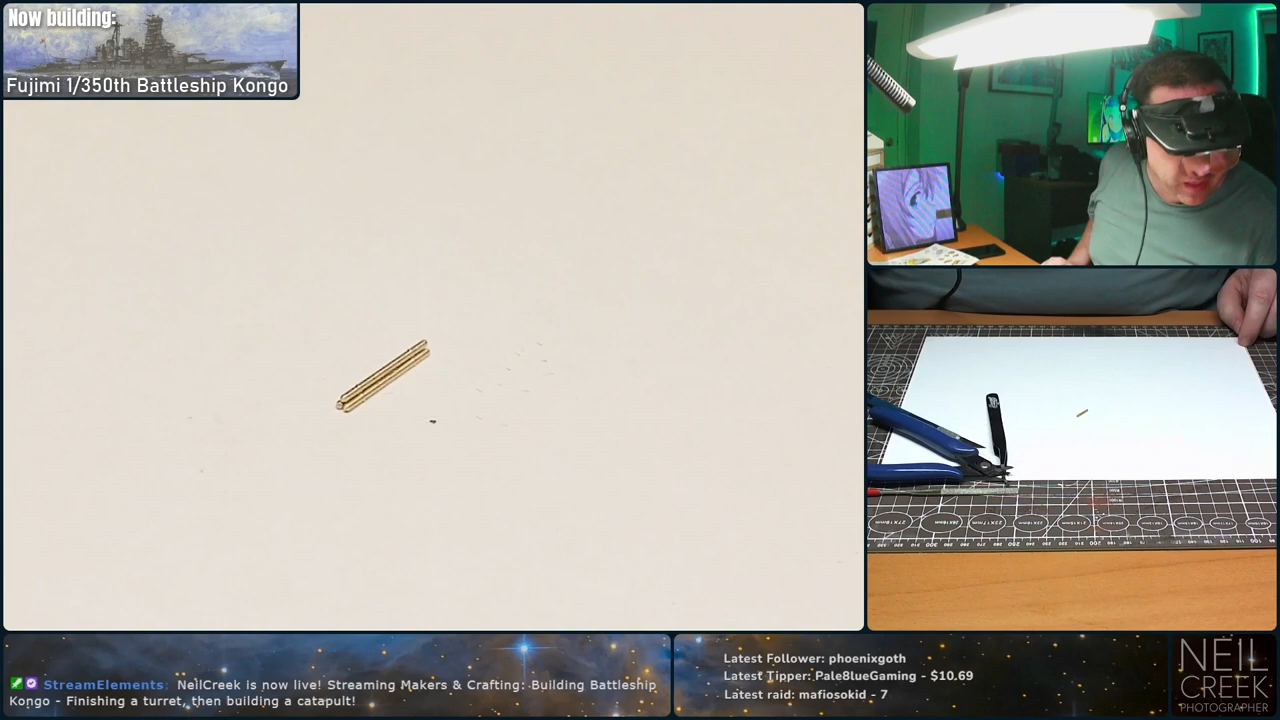 Now building:
Fujimi 1/350th Battleship Kongo
StreamElements: NeilCreek is now live! Streaming Makers & Crafting: Building Battleship
Kongo - Finishing a turret, then building a catapult!
Latest Follower: phoenixgoth
Latest Tipper: Pale8lueGaming - $10.69
Latest raid: mafiosokid - 7
NEIL
CREEK
PHOTOGRAPHER